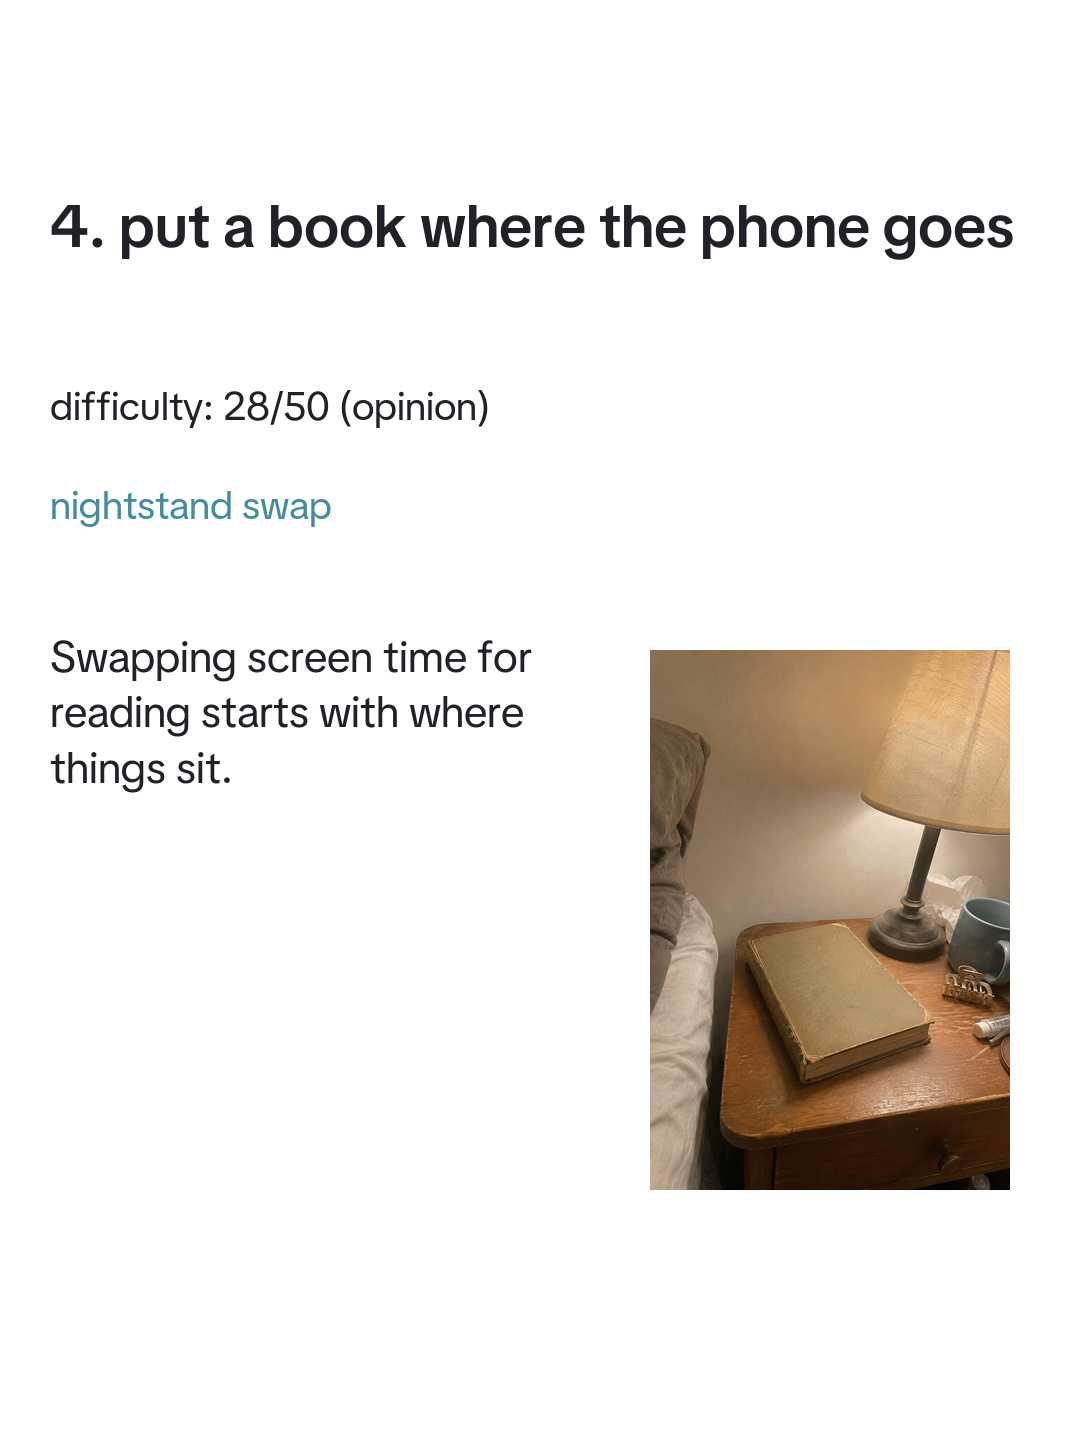 4. put a book where the phone goes
difficulty: 28/50 (opinion)
nightstand swap
Swapping screen time for
reading starts with where
things sit.